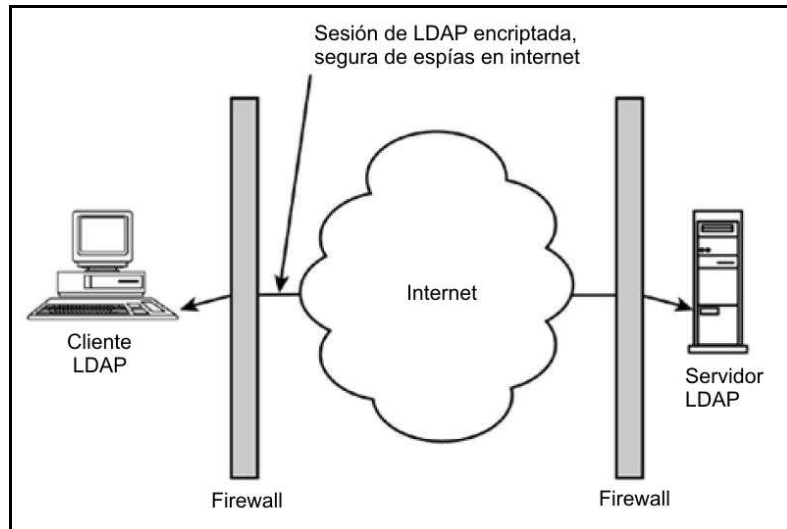 Sesión de LDAP encriptada,
segura de espías en internet
Internet
Cliente
LDAP
Servidor
LDAP
Firewall
Firewall